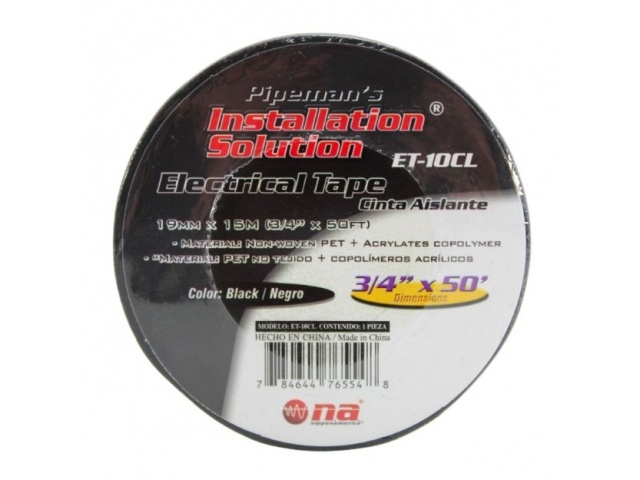 Pipeman's
Installation ®
Solution
ET-10CL
Electrical Tape
Cinta Aislante
19mm x 15m (3/4" x 50ft)
- Material: Non-woven PET + Acrylates copolymer
- "Material: PET no tejido + copolímeros acrílicos
3/4" x 50'
Dimensions
Color: Black / Negro
MODELO: ET-10CL CONTENIDO: 1 PIEZA
HECHO EN CHINA / Made in China
7 84644 76554 8
na
nipponamerica